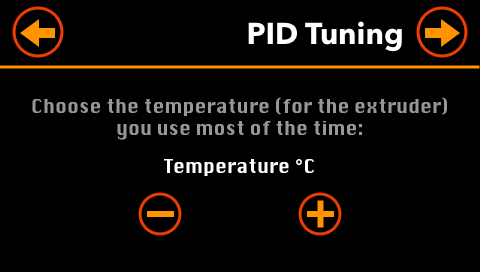 PID Tuning
Choose the temperature (for the extruder)
you use most of the time:
Temperature °C